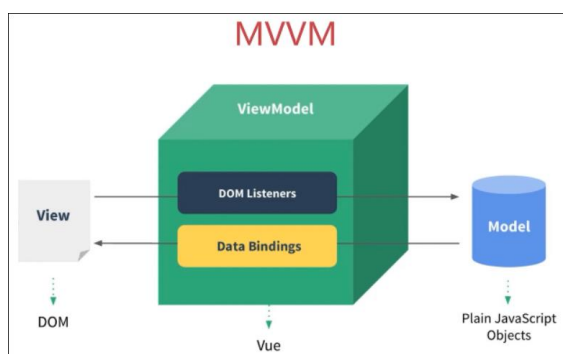 MVVM
ViewModel
DOM Listeners
View
Data Bindings
Model
DOM
Vue
Plain JavaScript
Objects